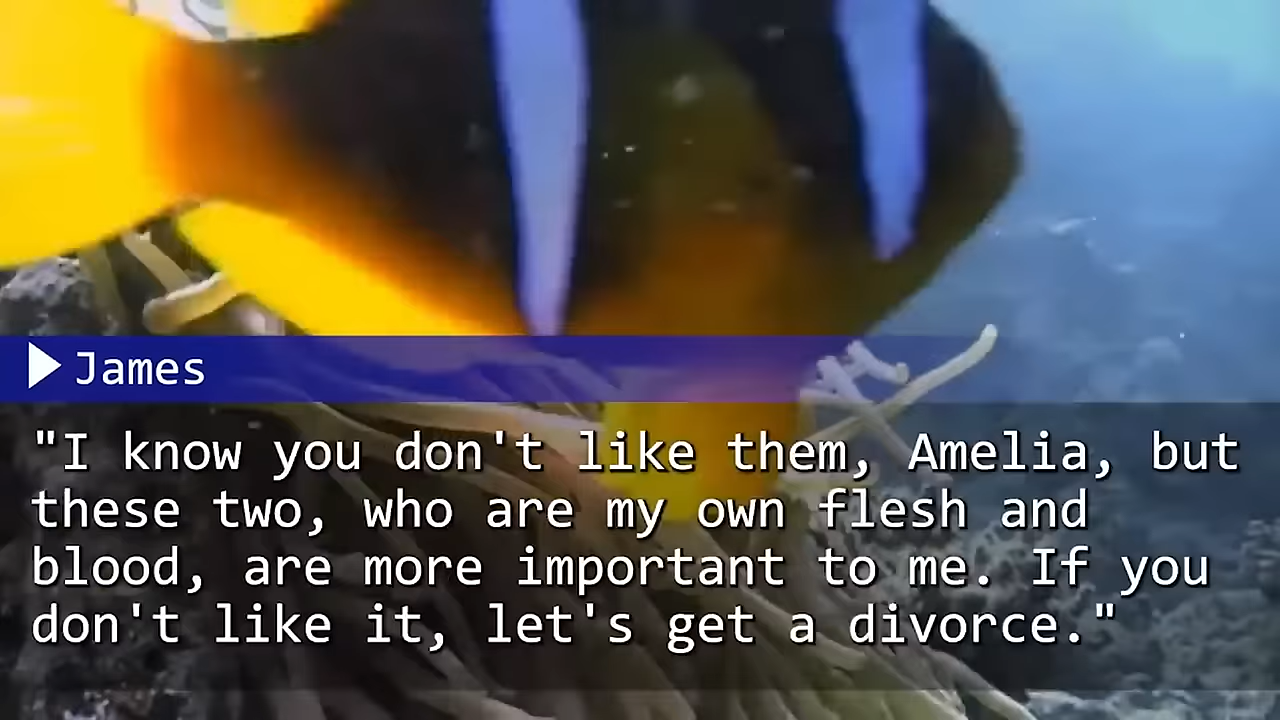 James
"I know you don't like them, Amelia, but
these two, who are my own flesh and
blood, are more important to me. If you
don't like it, let's get a divorce."